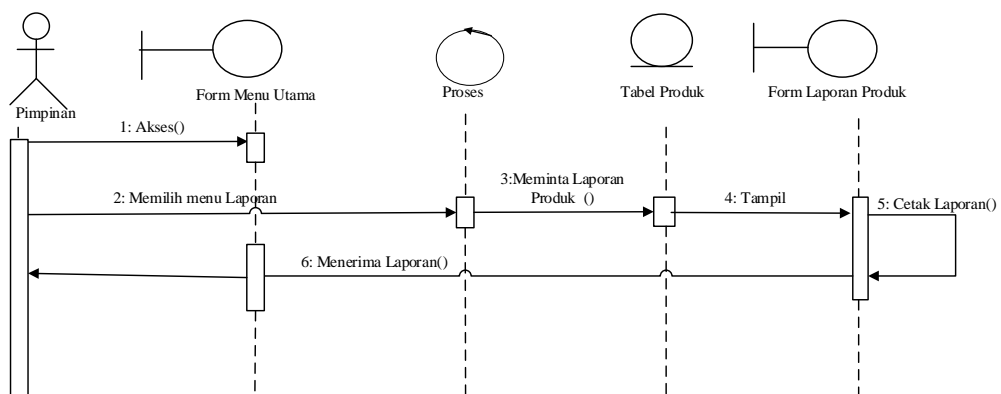 Pimpinan
Form Menu Utama
Proses
Tabel Produk
Form Laporan Produk
1: Akses()
2: Memilih menu Laporan
3:Meminta Laporan
Produk  ()
4: Tampil
5: Cetak Laporan()
6: Menerima Laporan()